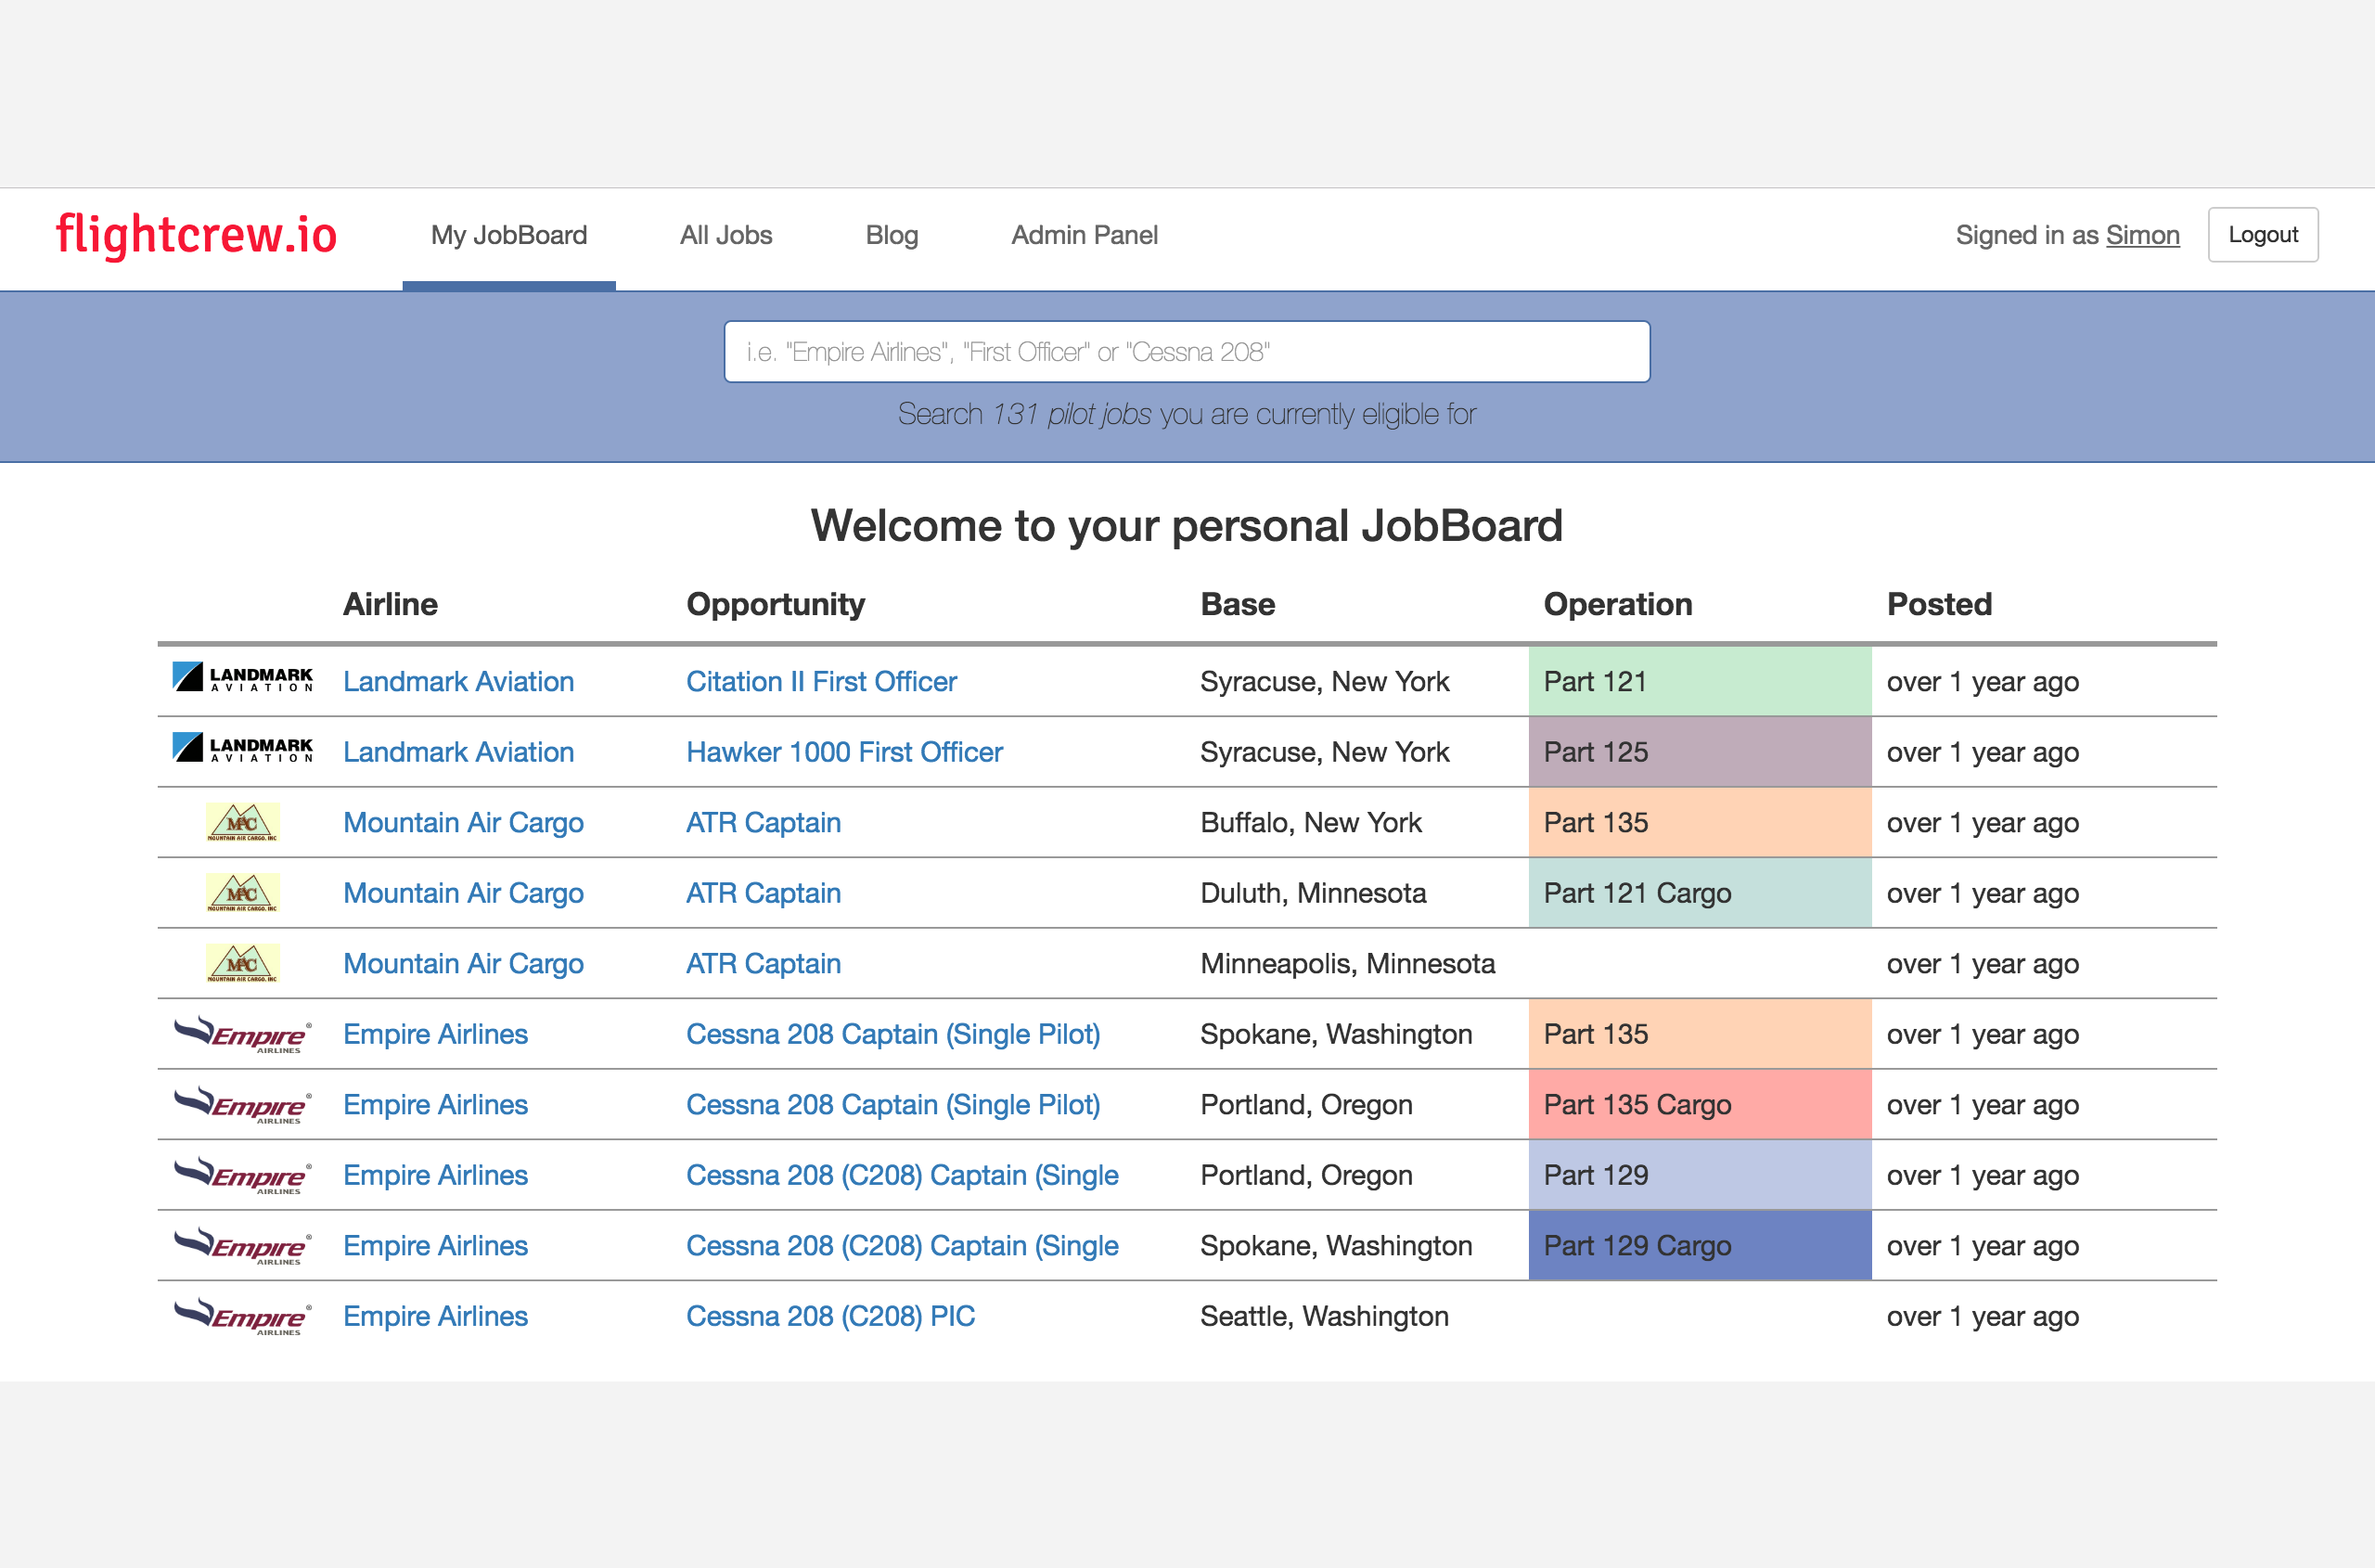 flightcrew.io My JobBoard All Jobs Blog Admin Panel Signed in as Simon Logout
i.e. "Empire Airlines", "First Officer" or "Cessna 208"
Search 131 pilot jobs you are currently eligible for
Welcome to your personal JobBoard
Airline Opportunity Base Operation Posted
LANDMARK AVIATION Landmark Aviation Citation II First Officer Syracuse, New York Part 121 over 1 year ago
LANDMARK AVIATION Landmark Aviation Hawker 1000 First Officer Syracuse, New York Part 125 over 1 year ago
MAC MOUNTAIN AIR CARGO, INC Mountain Air Cargo ATR Captain Buffalo, New York Part 135 over 1 year ago
MAC MOUNTAIN AIR CARGO, INC Mountain Air Cargo ATR Captain Duluth, Minnesota Part 121 Cargo over 1 year ago
MAC MOUNTAIN AIR CARGO, INC Mountain Air Cargo ATR Captain Minneapolis, Minnesota over 1 year ago
Empire® AIRLINES Empire Airlines Cessna 208 Captain (Single Pilot) Spokane, Washington Part 135 over 1 year ago
Empire® AIRLINES Empire Airlines Cessna 208 Captain (Single Pilot) Portland, Oregon Part 135 Cargo over 1 year ago
Empire® AIRLINES Empire Airlines Cessna 208 (C208) Captain (Single Portland, Oregon Part 129 over 1 year ago
Empire® AIRLINES Empire Airlines Cessna 208 (C208) Captain (Single Spokane, Washington Part 129 Cargo over 1 year ago
Empire® AIRLINES Empire Airlines Cessna 208 (C208) PIC Seattle, Washington over 1 year ago